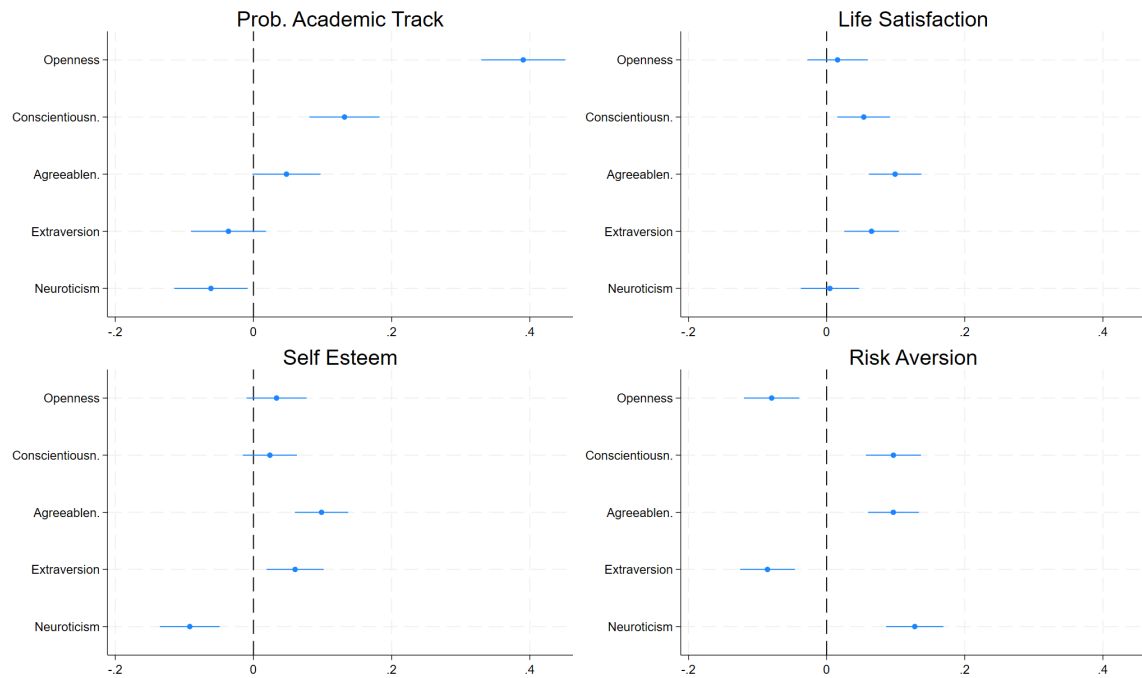 Prob. Academic Track
Openness
Conscientiousn.
Agreeablen.
Extraversion
Neuroticism
-.2 0 .2 .4
Life Satisfaction
Openness
Conscientiousn.
Agreeablen.
Extraversion
Neuroticism
-.2 0 .2 .4
Self Esteem
Openness
Conscientiousn.
Agreeablen.
Extraversion
Neuroticism
-.2 0 .2 .4
Risk Aversion
Openness
Conscientiousn.
Agreeablen.
Extraversion
Neuroticism
-.2 0 .2 .4